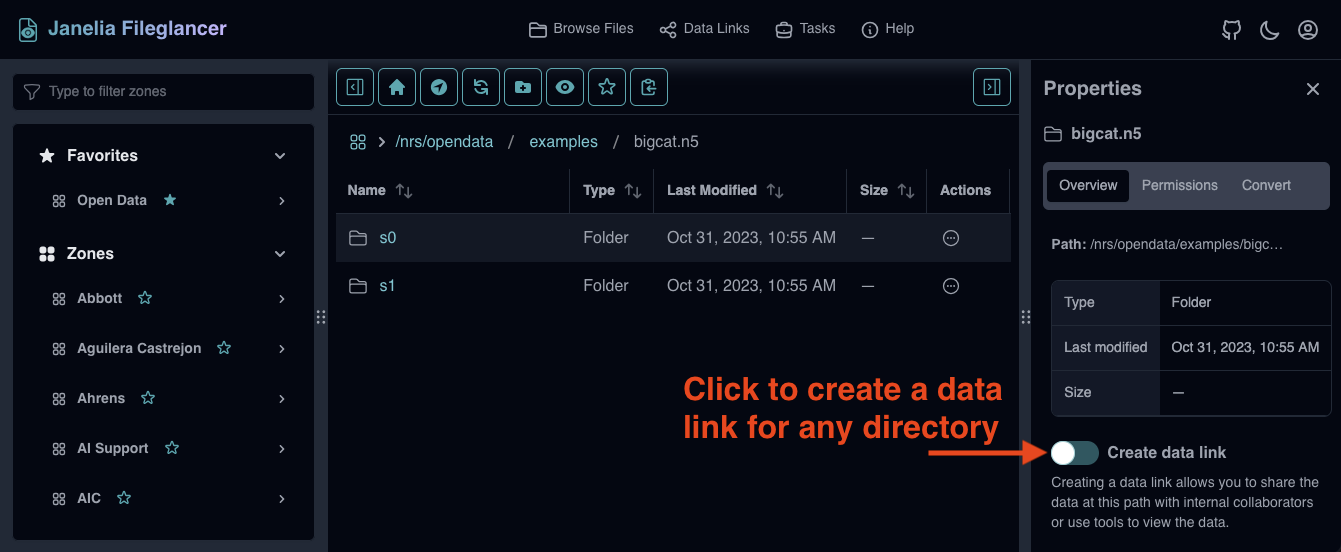 Janelia Fileglancer
Browse Files
Data Links
Tasks
Help
Type to filter zones
Favorites
Open Data
Zones
Abbott
Aguilera Castrejon
Ahrens
AI Support
AIC
/nrs/opendata / examples / bigcat.n5
Name Type Last Modified Size Actions
s0 Folder Oct 31, 2023, 10:55 AM —
s1 Folder Oct 31, 2023, 10:55 AM —
Click to create a data
link for any directory
Properties
bigcat.n5
Overview Permissions Convert
Path: /nrs/opendata/examples/bigc...
Type Folder
Last modified Oct 31, 2023, 10:55 AM
Size —
Create data link
Creating a data link allows you to share the
data at this path with internal collaborators
or use tools to view the data.